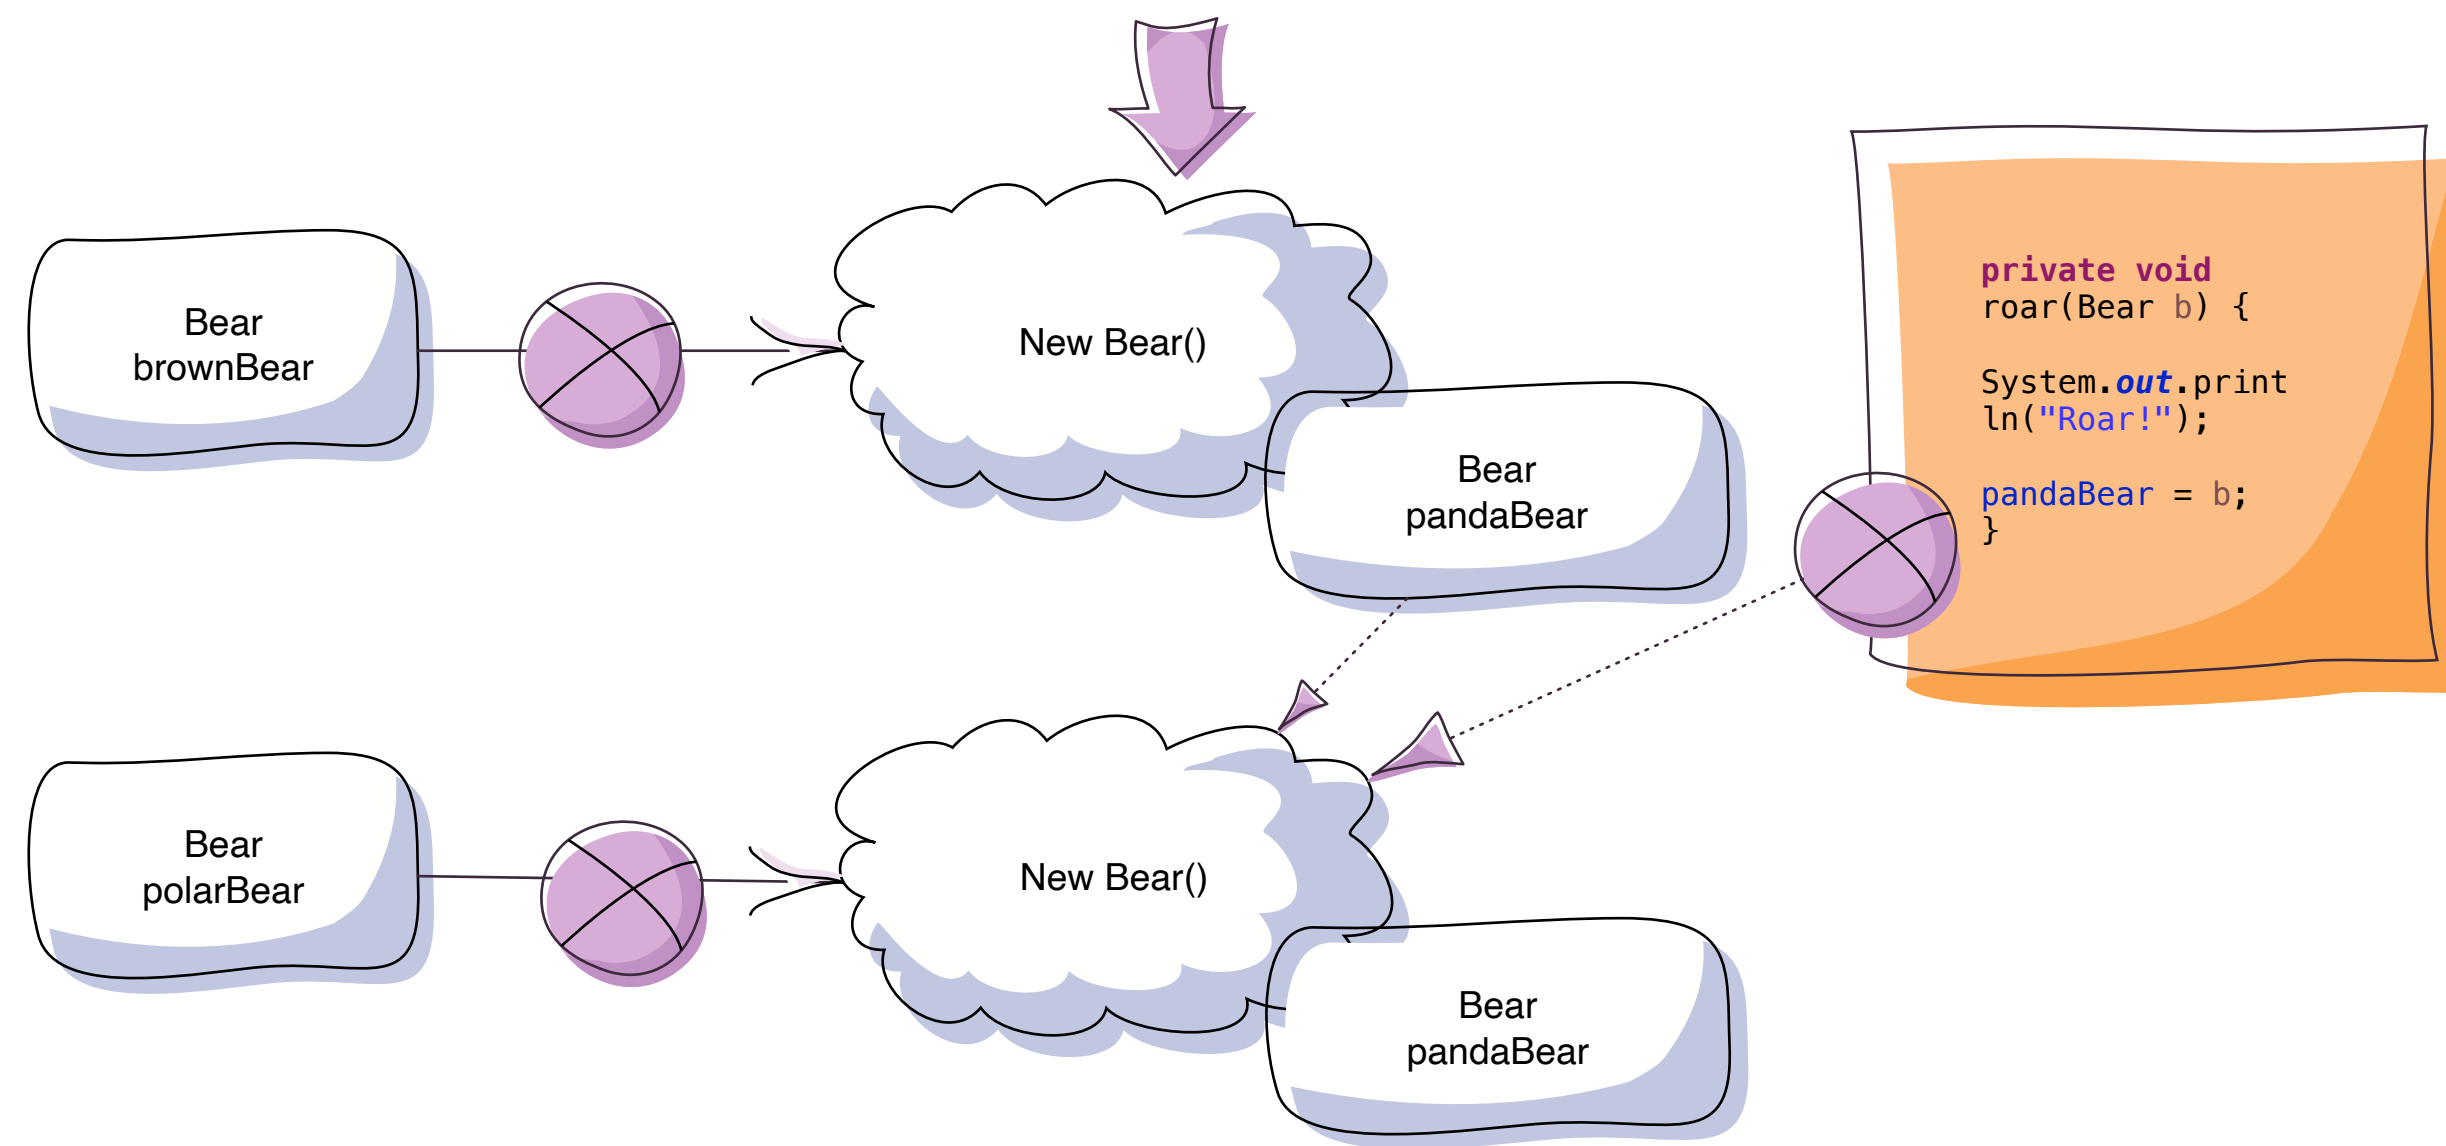 Bear
brownBear
New Bear()
Bear
pandaBear
private void
roar(Bear b) {
System.out.print
ln("Roar!");
pandaBear = b;
}
Bear
polarBear
New Bear()
Bear
pandaBear